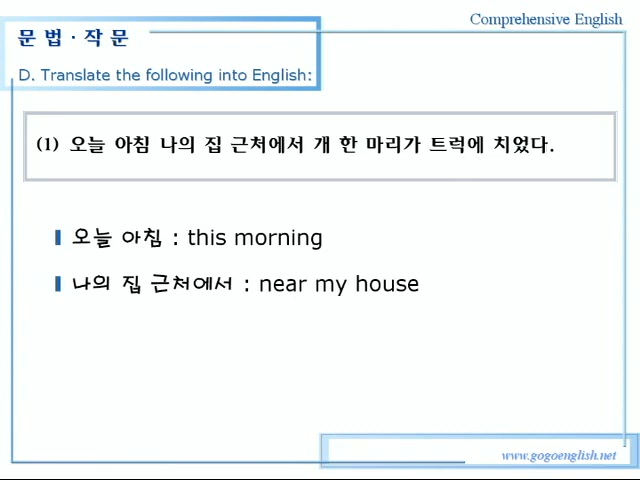 Comprehensive English
문 법 · 작 문
D. Translate the following into English:
(1) 오늘 아침 나의 집 근처에서 개 한 마리가 트럭에 치었다.
오늘 아침 : this morning
나의 집 근처에서 : near my house
www.gogoenglish.net